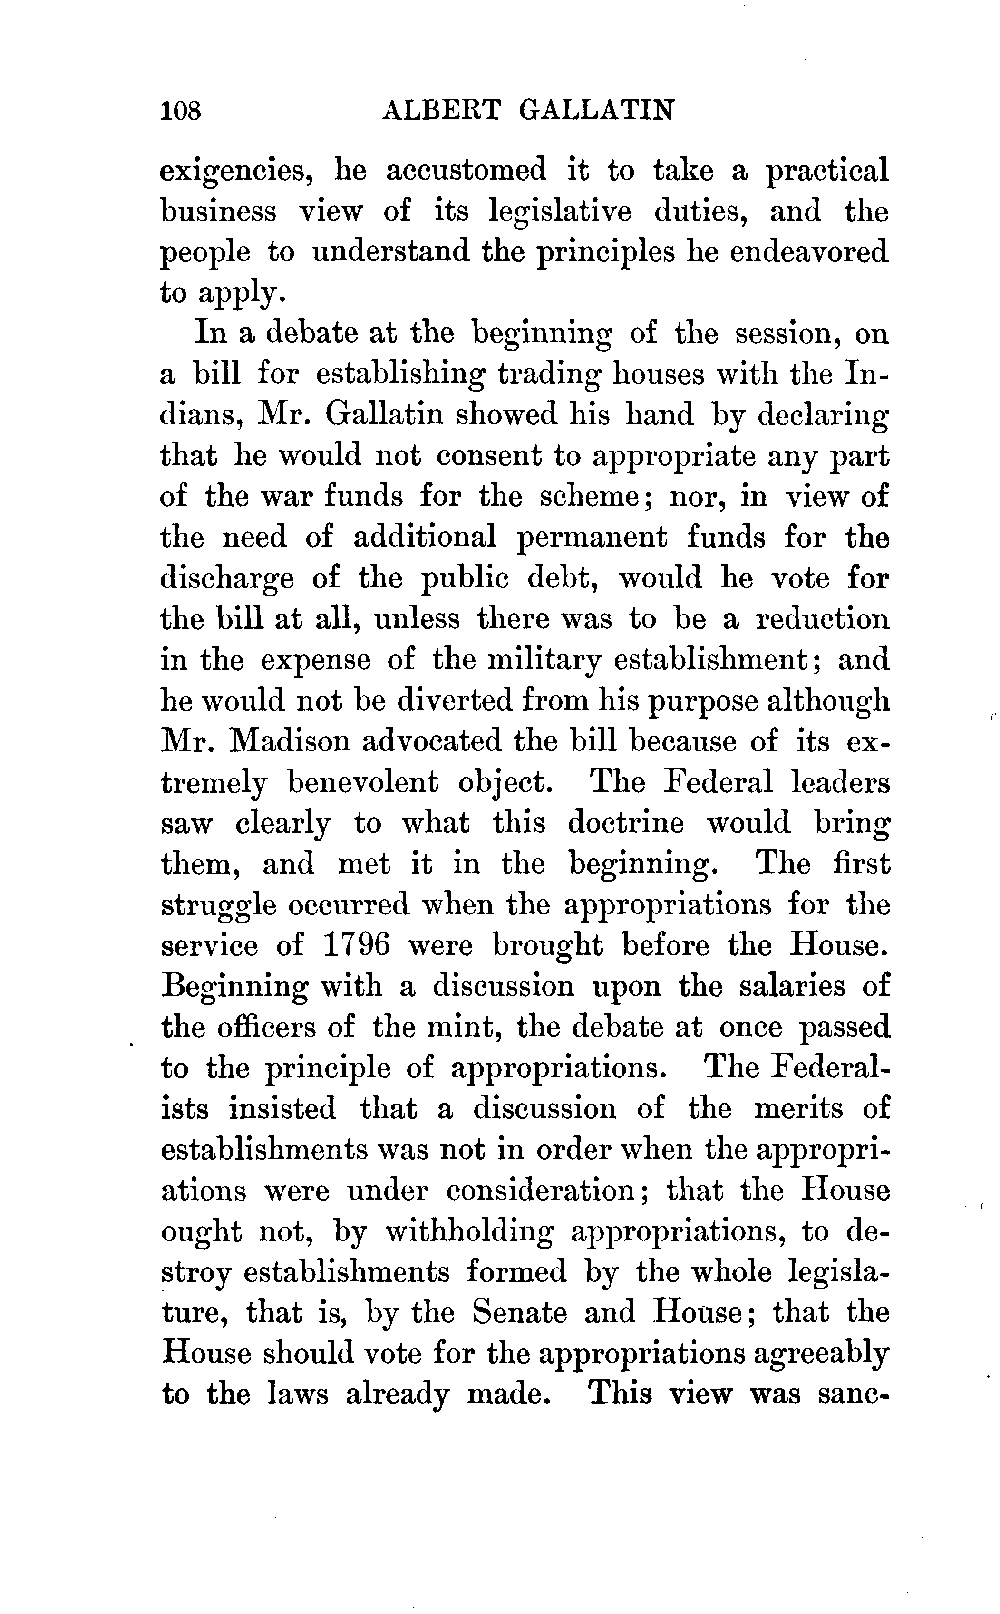 108 ALBERT GALLATIN
exigencies, he accustomed it to take a practical
business view of its legislative duties, and the
people to understand the principles he endeavored
to apply.
In a debate at the beginning of the session, on
a bill for establishing trading houses with the In-
dians, Mr. Gallatin showed his hand by declaring
that he would not consent to appropriate any part
of the war funds for the scheme; nor, in view of
the need of additional permanent funds for the
discharge of the public debt, would he vote for
the bill at all, unless there was to be a reduction
in the expense of the military establishment; and
he would not be diverted from his purpose although
Mr. Madison advocated the bill because of its ex-
tremely benevolent object. The Federal leaders
saw clearly to what this doctrine would bring
them, and met it in the beginning. The first
struggle occurred when the appropriations for the
service of 1796 were brought before the House.
Beginning with a discussion upon the salaries of
the officers of the mint, the debate at once passed
to the principle of appropriations. The Federal-
ists insisted that a discussion of the merits of
establishments was not in order when the appropri-
ations were under consideration; that the House
ought not, by withholding appropriations, to de-
stroy establishments formed by the whole legisla-
ture, that is, by the Senate and House; that the
House should vote for the appropriations agreeably
to the laws already made. This view was sanc-